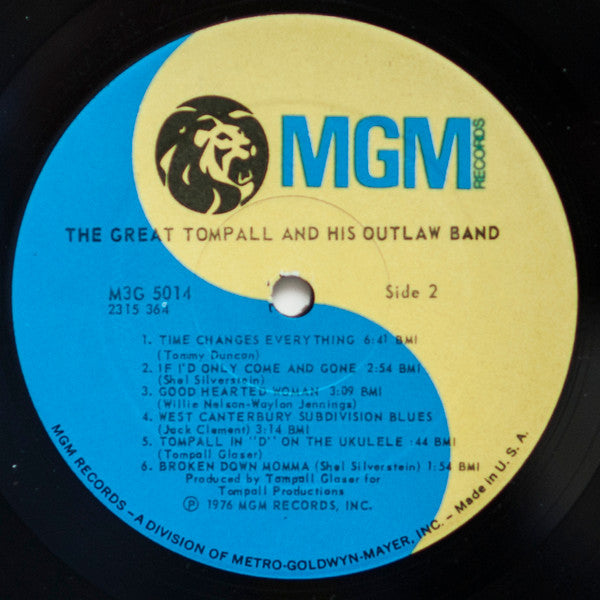 MGM RECORDS
THE GREAT TOMPALL AND HIS OUTLAW BAND
M3G 5014
2315 364
Side 2
1. TIME CHANGES EVERYTHING 6:41 BMI
(Tommy Duncan)
2. IF I'D ONLY COME AND GONE 2:54 BMI
(Shel Silverstein)
3. GOOD HEARTED WOMAN 3:09 BMI
(Willie Nelson-Waylon Jennings)
4. WEST CANTERBURY SUBDIVISION BLUES
(Jack Clement) 3:14 BMI
5. TOMPALL IN "D" ON THE UKULELE :44 BMI
(Tompall Glaser)
6. BROKEN DOWN MOMMA (Shel Silverstein) 1:54 BMI
Produced by Tompall Glaser for
Tompall Productions
℗ 1976 MGM RECORDS, INC.
MGM RECORDS – A DIVISION OF METRO-GOLDWYN-MAYER, INC. – Made in U.S.A.